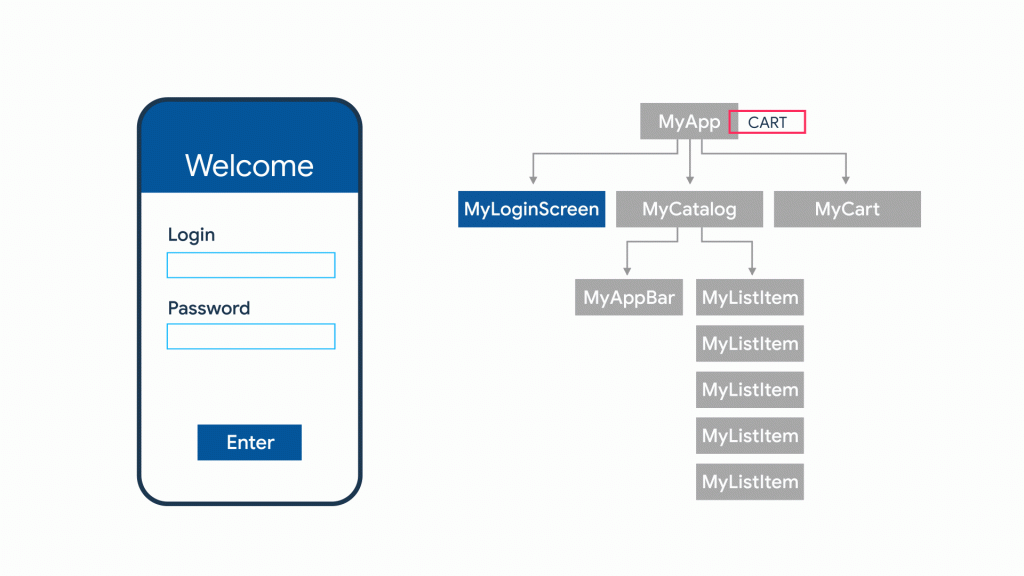 Welcome
Login
Password
Enter
MyApp
CART
MyLoginScreen
MyCatalog
MyCart
MyAppBar
MyListItem
MyListItem
MyListItem
MyListItem
MyListItem